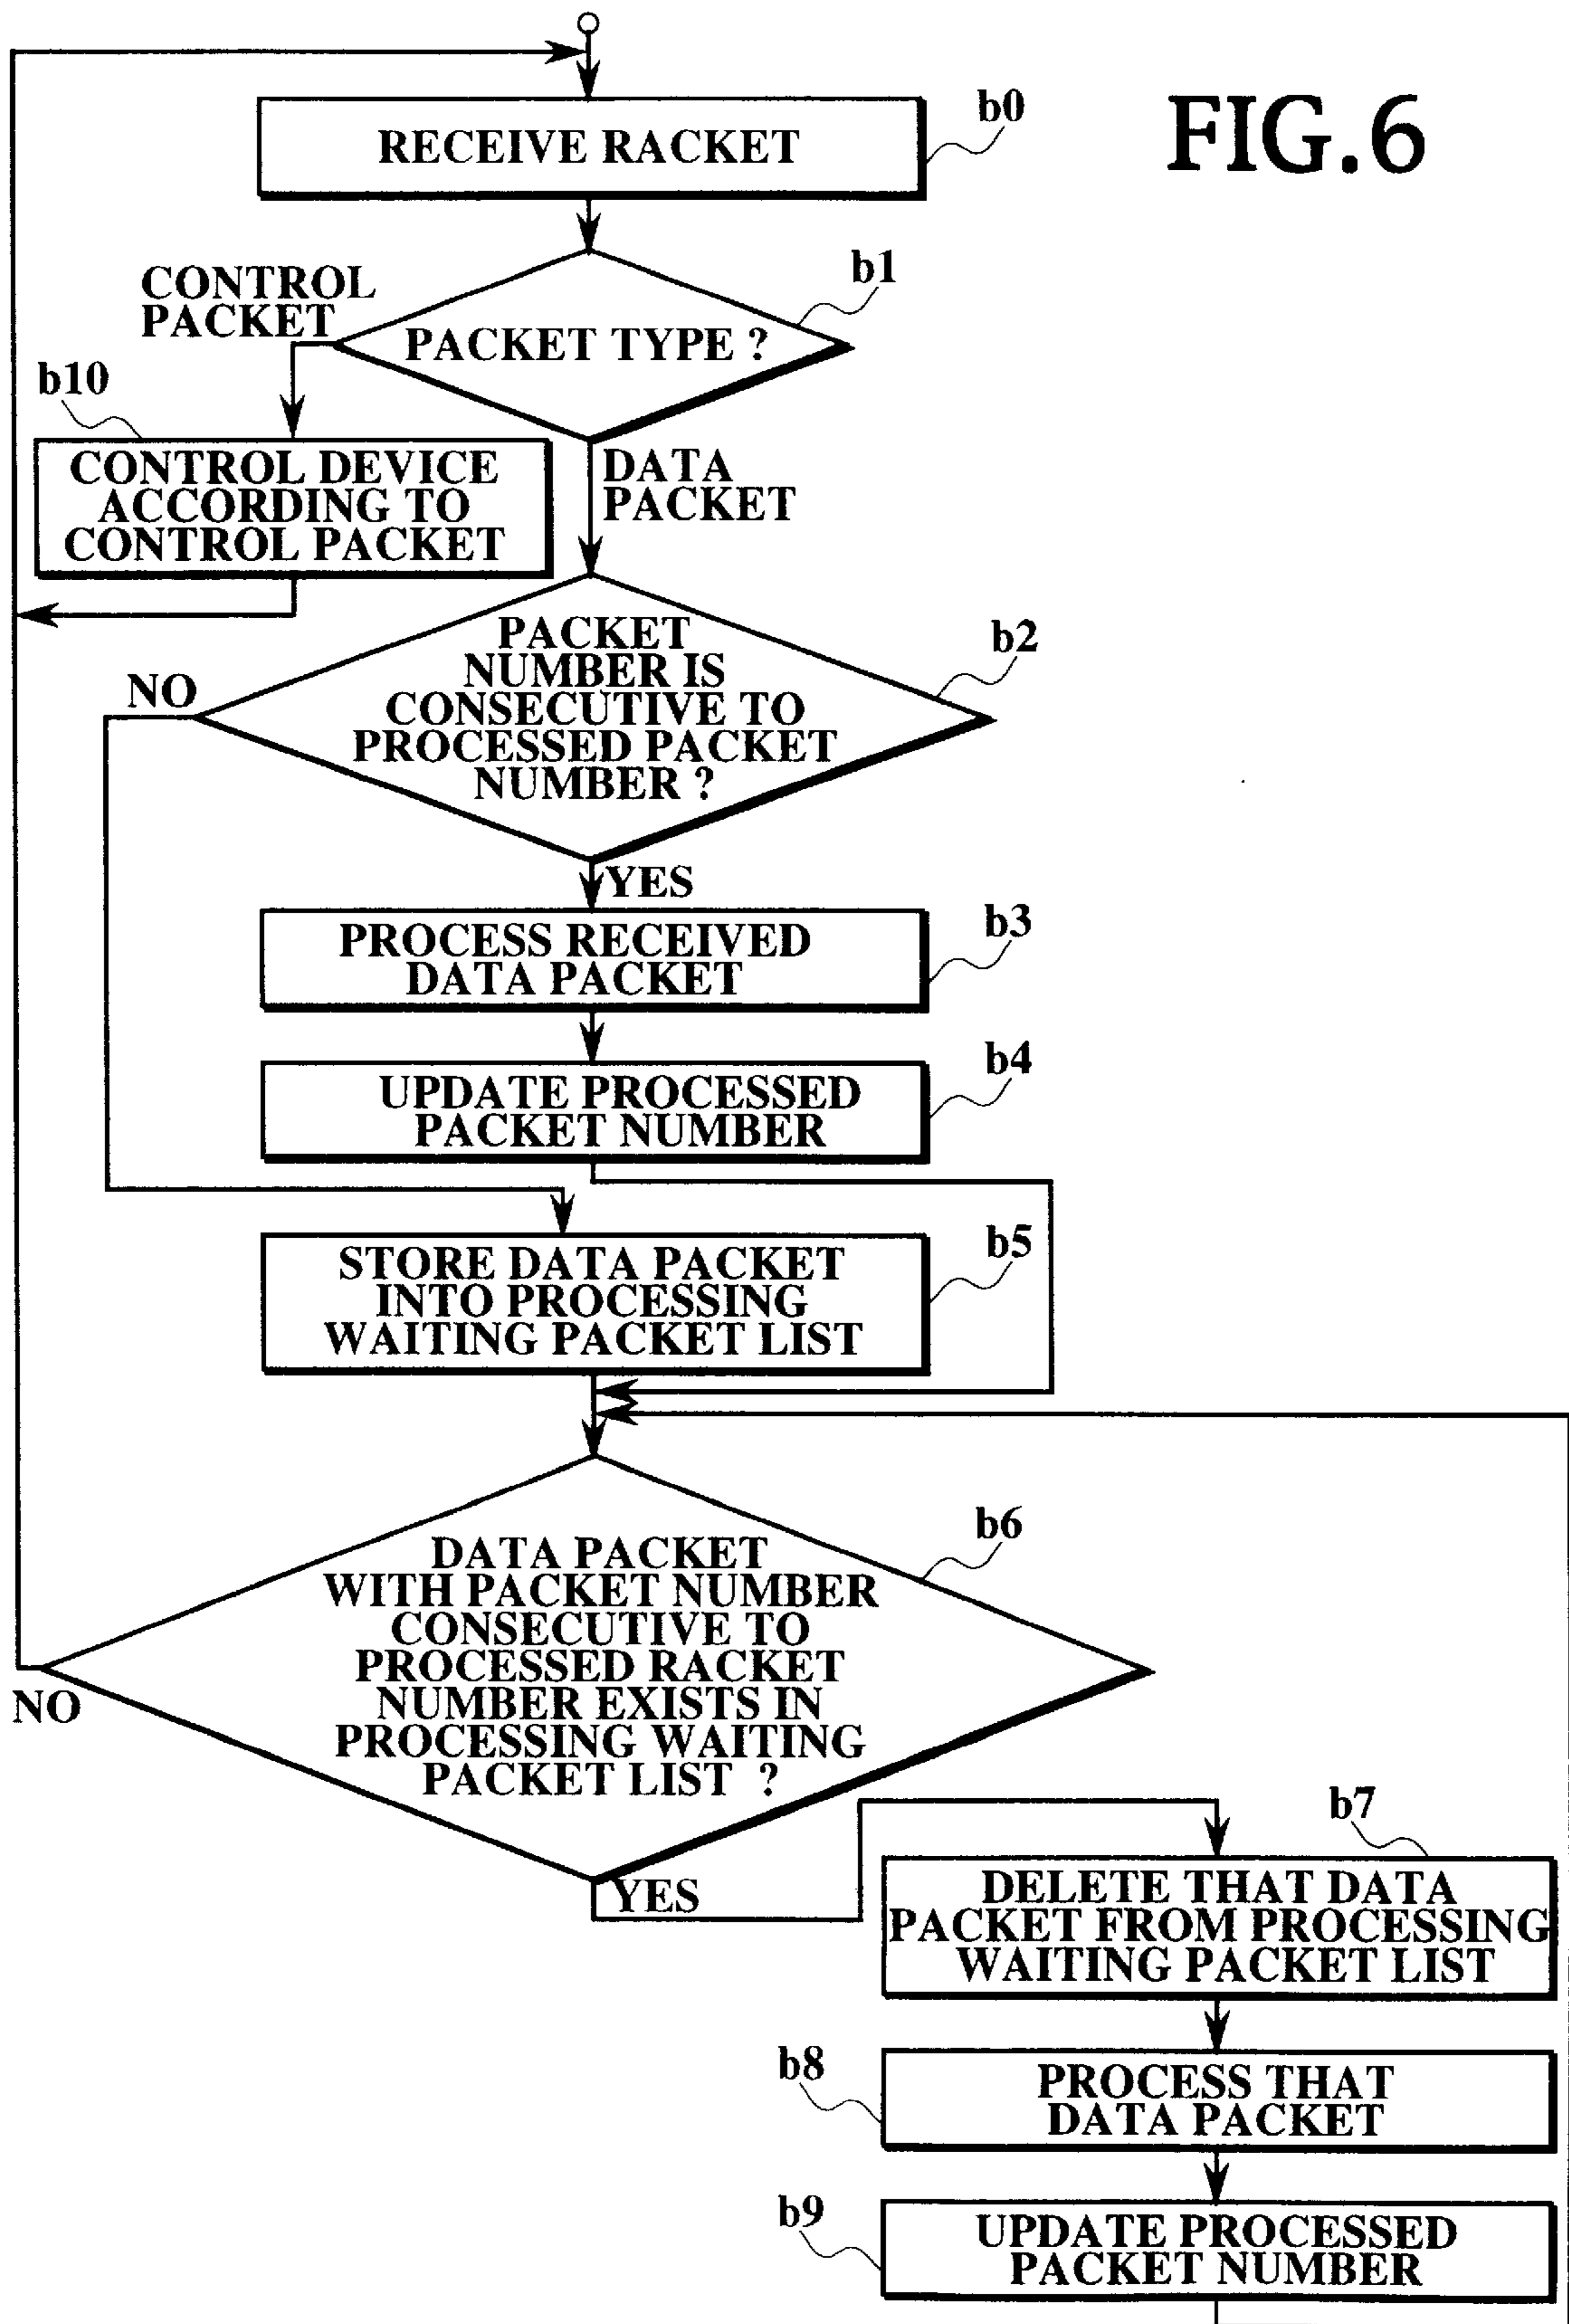 FIG.6
b0
RECEIVE RACKET
b1
PACKET TYPE ?
CONTROL
PACKET
b10
CONTROL DEVICE
ACCORDING TO
CONTROL PACKET
DATA
PACKET
b2
PACKET
NUMBER IS
CONSECUTIVE TO
PROCESSED PACKET
NUMBER ?
NO
YES
b3
PROCESS RECEIVED
DATA PACKET
b4
UPDATE PROCESSED
PACKET NUMBER
b5
STORE DATA PACKET
INTO PROCESSING
WAITING PACKET LIST
b6
DATA PACKET
WITH PACKET NUMBER
CONSECUTIVE TO
PROCESSED RACKET
NUMBER EXISTS IN
PROCESSING WAITING
PACKET LIST ?
NO
YES
b7
DELETE THAT DATA
PACKET FROM PROCESSING
WAITING PACKET LIST
b8
PROCESS THAT
DATA PACKET
b9
UPDATE PROCESSED
PACKET NUMBER